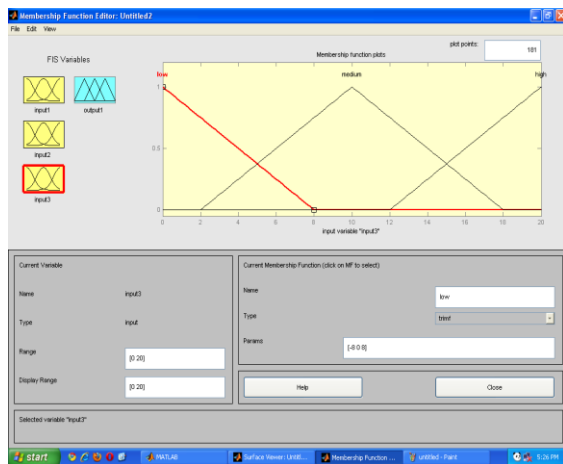 Membership Function Editor: Untitled2
File Edit View
FIS Variables
plot points:
181
Membership function plots
low
medium
high
1
0.5
0
0 2 4 6 8 10 12 14 16 18 20
input variable "input3"
input1
output1
input2
input3
Current Variable
Name input3
Type input
Range [0 20]
Display Range [0 20]
Current Membership Function (click on MF to select)
Name low
Type trimf
Params [-8 0 8]
Help
Close
Selected variable "input3"
start
MATLAB
Surface Viewer: Untitl...
Membership Function ...
untitled - Paint
5:26 PM